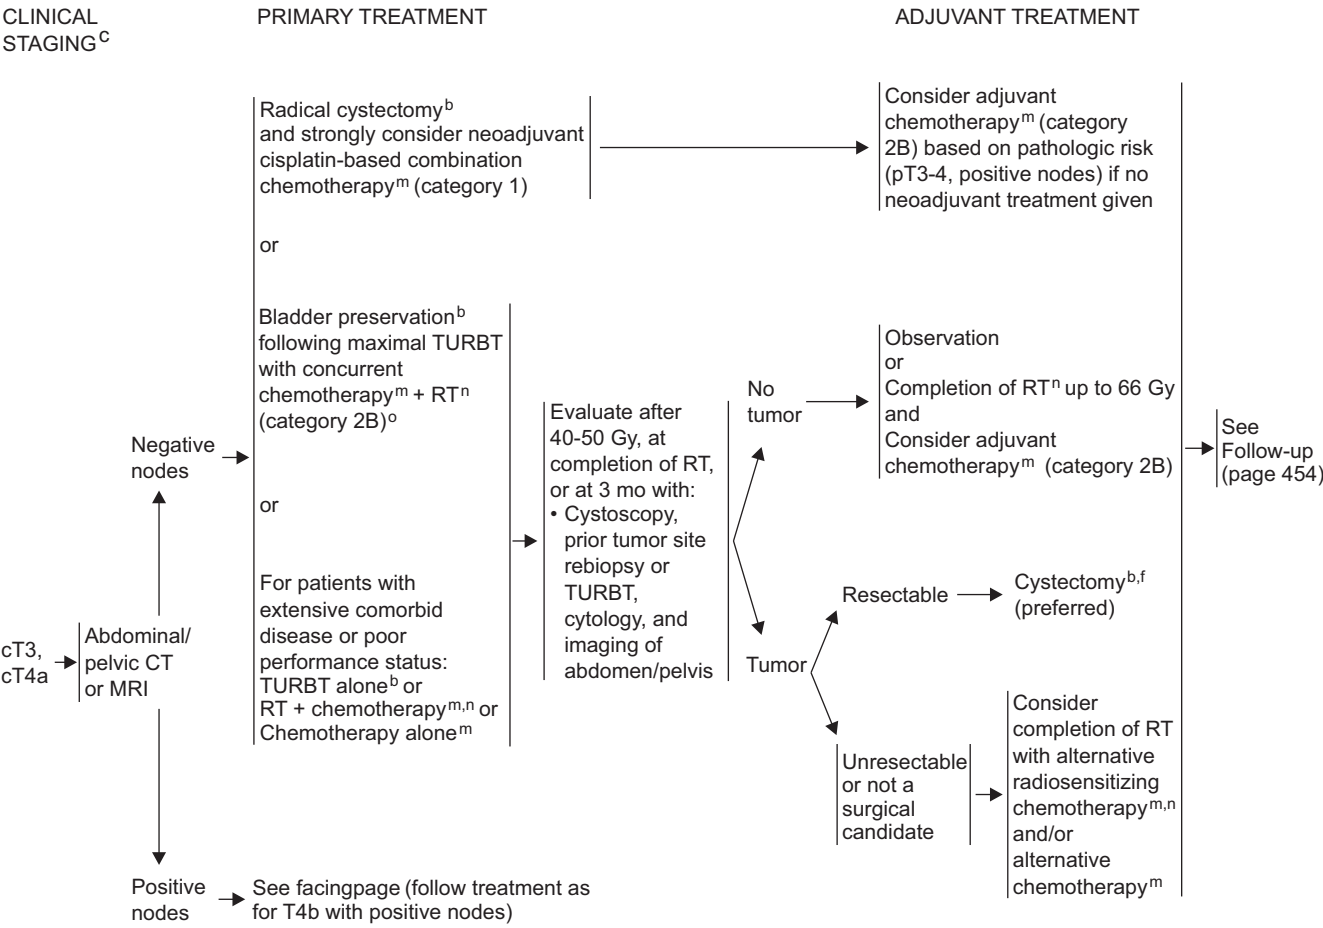 CLINICAL
STAGINGc
PRIMARY TREATMENT
ADJUVANT TREATMENT
cT3,
cT4a
Abdominal/
pelvic CT
or MRI
Negative
nodes
Radical cystectomyb
and strongly consider neoadjuvant
cisplatin-based combination
chemotherapym (category 1)
or
Bladder preservationb
following maximal TURBT
with concurrent
chemotherapym + RTn
(category 2B)o
or
For patients with
extensive comorbid
disease or poor
performance status:
TURBT aloneb or
RT + chemotherapym,n or
Chemotherapy alonem
Consider adjuvant
chemotherapym (category
2B) based on pathologic risk
(pT3-4, positive nodes) if no
neoadjuvant treatment given
Evaluate after
40-50 Gy, at
completion of RT,
or at 3 mo with:
• Cystoscopy,
prior tumor site
rebiopsy or
TURBT,
cytology, and
imaging of
abdomen/pelvis
No
tumor
Observation
or
Completion of RTn up to 66 Gy
and
Consider adjuvant
chemotherapym (category 2B)
Tumor
Resectable
Cystectomyb,f
(preferred)
Unresectable
or not a
surgical
candidate
Consider
completion of RT
with alternative
radiosensitizing
chemotherapym,n
and/or
alternative
chemotherapym
See
Follow-up
(page 454)
Positive
nodes
See facingpage (follow treatment as
for T4b with positive nodes)